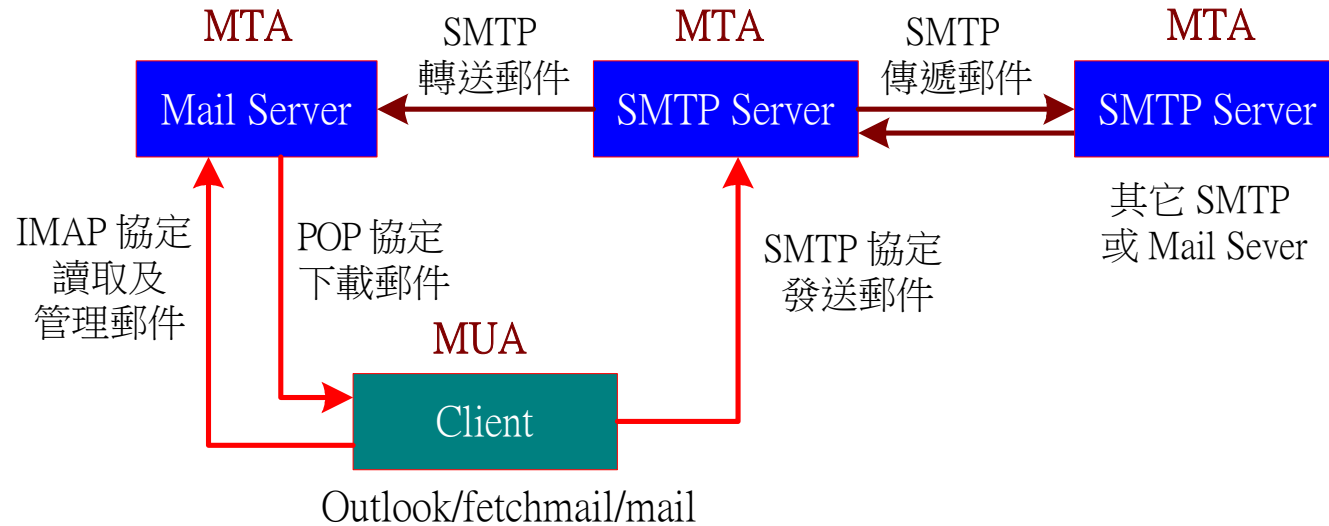 MTA
SMTP
轉送郵件
MTA
SMTP
傳遞郵件
MTA
Mail Server
SMTP Server
SMTP Server
其它 SMTP
或 Mail Sever
IMAP 協定
讀取及
管理郵件
POP 協定
下載郵件
SMTP 協定
發送郵件
MUA
Client
Outlook/fetchmail/mail